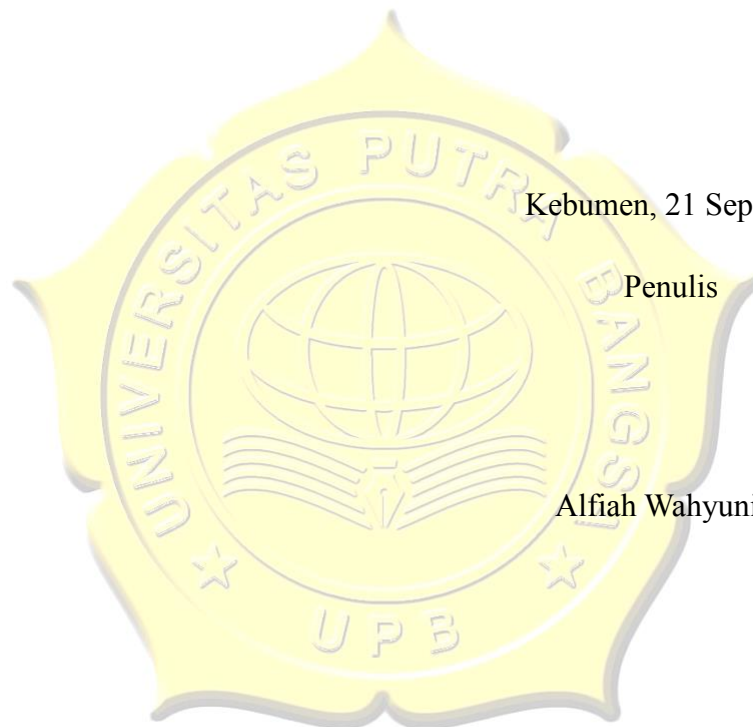 UNIVERSITAS PUTRA BANGSA
Kebumen, 21 Sep
Penulis
Alfiah Wahyuni
UPB